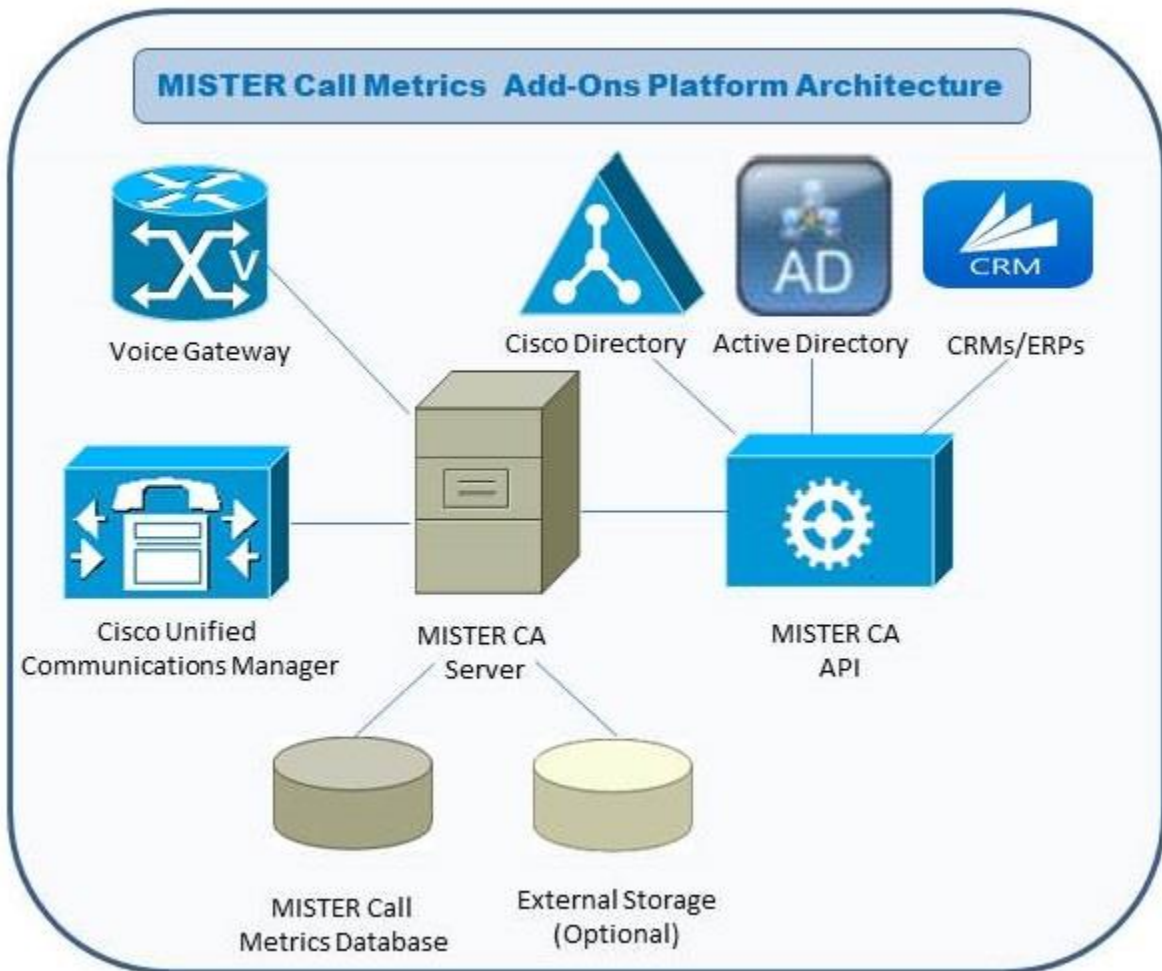 MISTER Call Metrics Add-Ons Platform Architecture
V
AD
CRM
Voice Gateway
Cisco Directory
Active Directory
CRMs/ERPs
Cisco Unified
Communications Manager
MISTER CA
Server
MISTER CA
API
MISTER Call
Metrics Database
External Storage
(Optional)